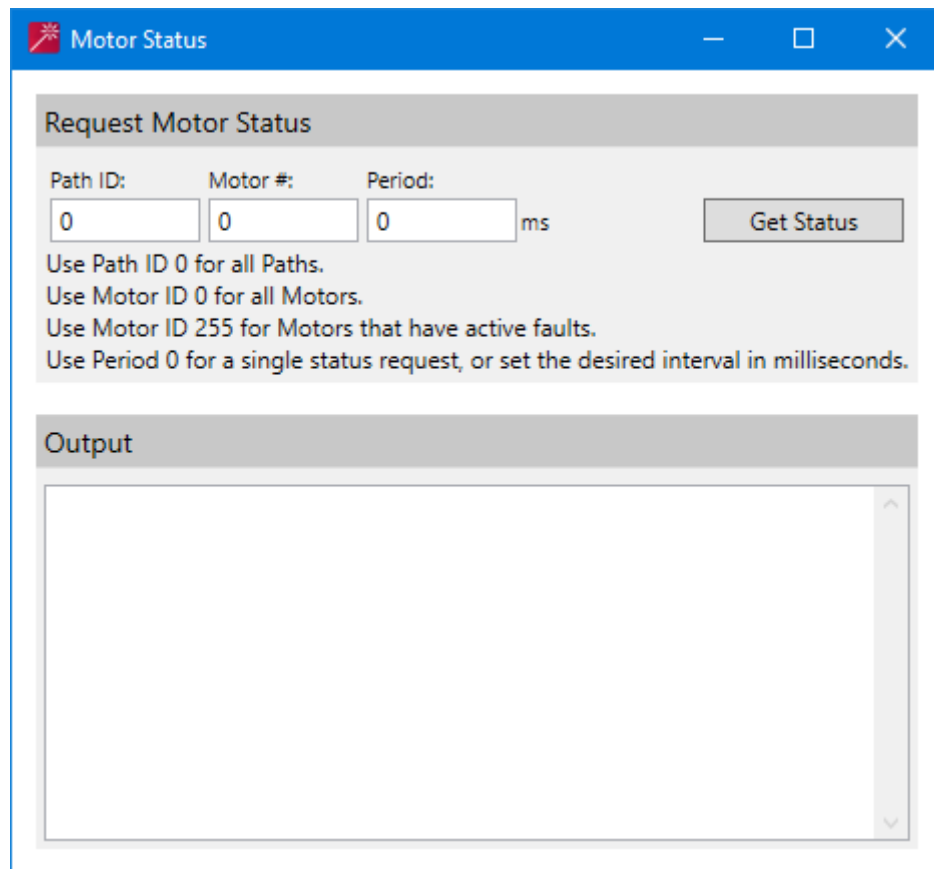 Motor Status
Request Motor Status
Path ID: Motor #: Period:
0 0 0 ms Get Status
Use Path ID 0 for all Paths.
Use Motor ID 0 for all Motors.
Use Motor ID 255 for Motors that have active faults.
Use Period 0 for a single status request, or set the desired interval in milliseconds.
Output